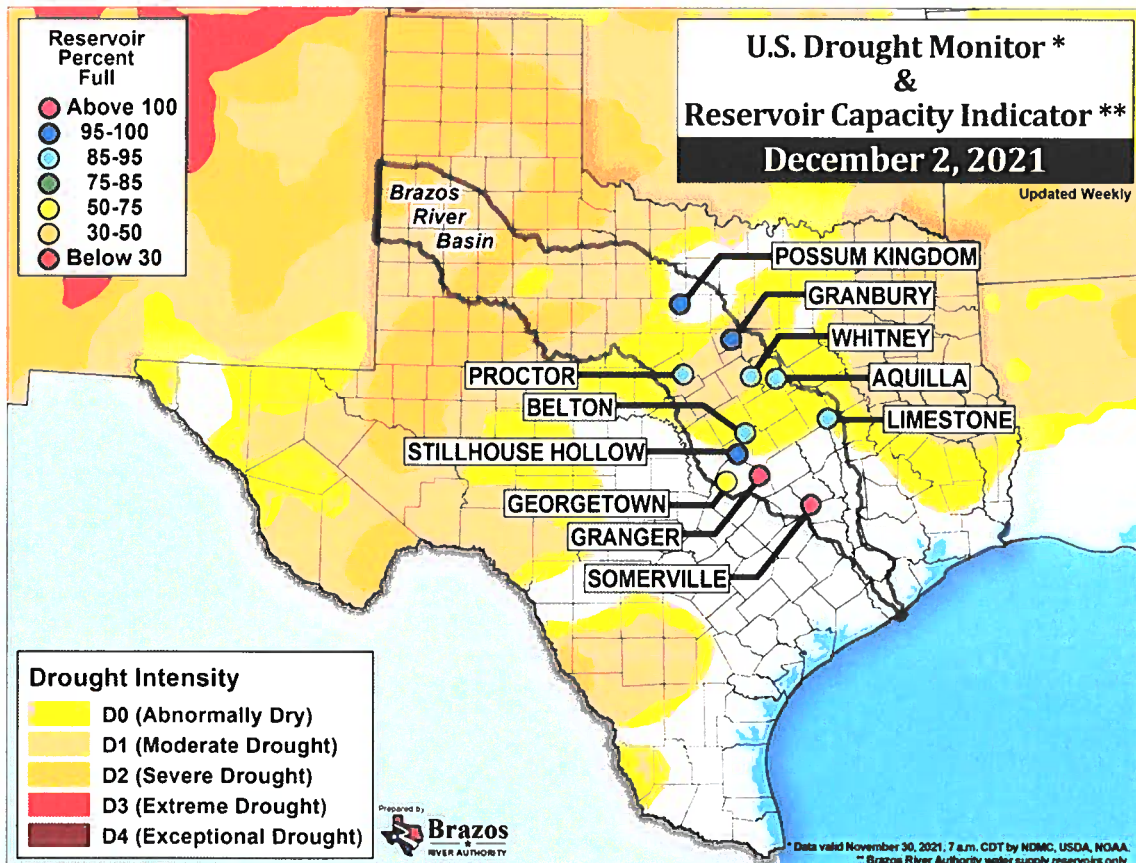 Reservoir
Percent
Full
Above 100
95-100
85-95
75-85
50-75
30-50
Below 30
U.S. Drought Monitor *
&
Reservoir Capacity Indicator **
December 2, 2021
Updated Weekly
Brazos
River
Basin
POSSUM KINGDOM
GRANBURY
WHITNEY
PROCTOR
AQUILLA
BELTON
LIMESTONE
STILLHOUSE HOLLOW
GEORGETOWN
GRANGER
SOMERVILLE
Drought Intensity
D0 (Abnormally Dry)
D1 (Moderate Drought)
D2 (Severe Drought)
D3 (Extreme Drought)
D4 (Exceptional Drought)
Prepared by
Brazos
RIVER AUTHORITY
* Data valid November 30, 2021, 7 a.m. CDT by NDMC, USDA, NOAA.
** Brazos River Authority water supply reservoirs only.